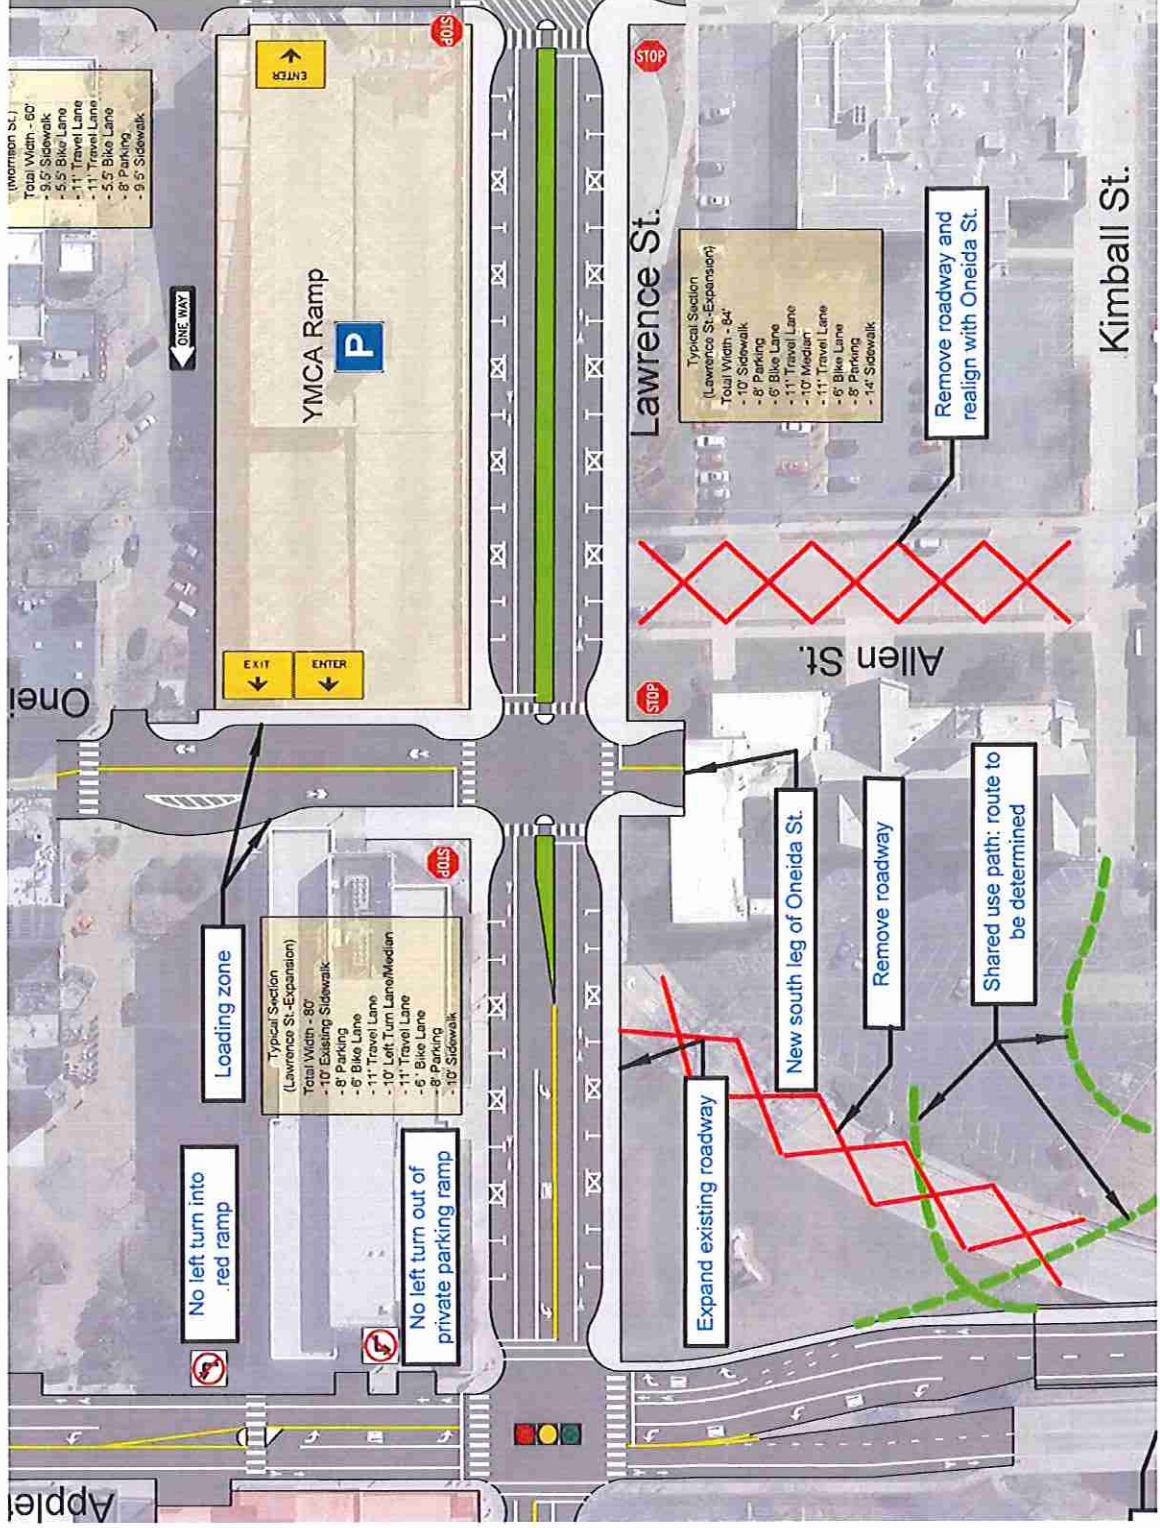 (Morrison St.)
Total Width - 60'
- 9.5' Sidewalk
- 5.5' Bike Lane
- 11' Travel Lane
- 11' Travel Lane
- 5.5' Bike Lane
- 8' Parking
- 9.5' Sidewalk
ONE WAY
ENTER
STOP
YMCA Ramp
P
EXIT
ENTER
Onei
STOP
Lawrence St.
Typical Section
(Lawrence St.-Expansion)
Total Width - 84'
- 10' Sidewalk
- 8' Parking
- 6' Bike Lane
- 11' Travel Lane
- 10' Median
- 11' Travel Lane
- 6' Bike Lane
- 8' Parking
- 14' Sidewalk
Remove roadway and
realign with Oneida St.
Kimball St.
Allen St.
STOP
Loading zone
STOP
Typical Section
(Lawrence St.-Expansion)
Total Width - 80'
- 10' Existing Sidewalk
- 8' Parking
- 6' Bike Lane
- 11' Travel Lane
- 10' Left Turn Lane/Median
- 11' Travel Lane
- 6' Bike Lane
- 8' Parking
- 10' Sidewalk
New south leg of Oneida St.
Remove roadway
Shared use path: route to
be determined
No left turn into
.red ramp
No left turn out of
private parking ramp
Expand existing roadway
Applet